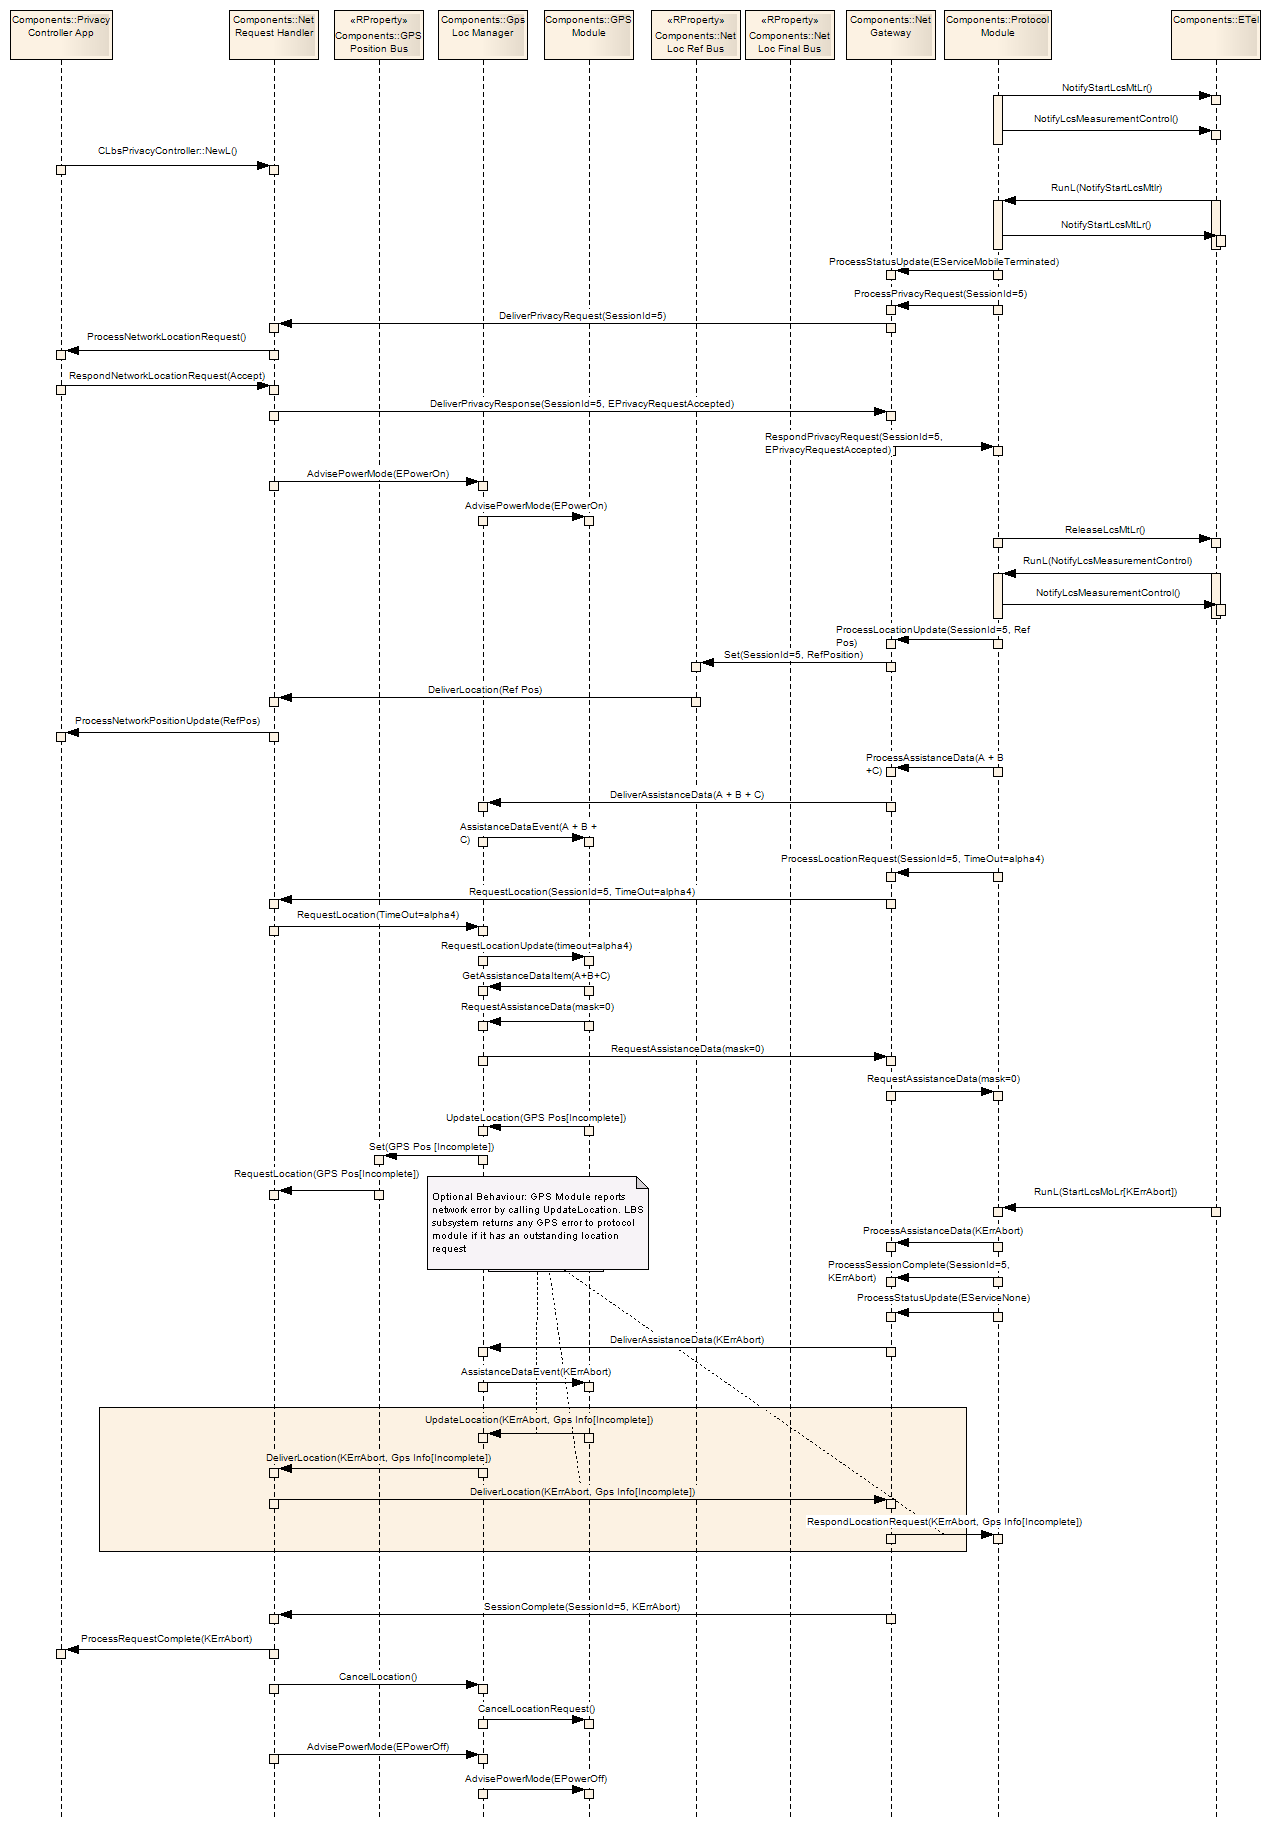 Components::Privacy
Controller App
Components::Net
Request Handler
«RProperty»
Components::GPS
Position Bus
Components::Gps
Loc Manager
Components::GPS
Module
«RProperty»
Components::Net
Loc Ref Bus
«RProperty»
Components::Net
Loc Final Bus
Components::Net
Gateway
Components::Protocol
Module
Components::ETel
NotifyStartLcsMtLr()
NotifyLcsMeasurementControl()
CLbsPrivacyController::NewL()
RunL(NotifyStartLcsMtlr)
NotifyStartLcsMtLr()
ProcessStatusUpdate(EServiceMobileTerminated)
ProcessPrivacyRequest(SessionId=5)
DeliverPrivacyRequest(SessionId=5)
ProcessNetworkLocationRequest()
RespondNetworkLocationRequest(Accept)
DeliverPrivacyResponse(SessionId=5, EPrivacyRequestAccepted)
RespondPrivacyRequest(SessionId=5,
EPrivacyRequestAccepted)
AdvisePowerMode(EPowerOn)
AdvisePowerMode(EPowerOn)
ReleaseLcsMtLr()
RunL(NotifyLcsMeasurementControl)
NotifyLcsMeasurementControl()
ProcessLocationUpdate(SessionId=5, Ref
Pos)
Set(SessionId=5, RefPosition)
DeliverLocation(Ref Pos)
ProcessNetworkPositionUpdate(RefPos)
ProcessAssistanceData(A + B
+C)
DeliverAssistanceData(A + B + C)
AssistanceDataEvent(A + B +
C)
ProcessLocationRequest(SessionId=5, TimeOut=alpha4)
RequestLocation(SessionId=5, TimeOut=alpha4)
RequestLocation(TimeOut=alpha4)
RequestLocationUpdate(timeout=alpha4)
GetAssistanceDataItem(A+B+C)
RequestAssistanceData(mask=0)
RequestAssistanceData(mask=0)
RequestAssistanceData(mask=0)
UpdateLocation(GPS Pos[Incomplete])
Set(GPS Pos [Incomplete])
RequestLocation(GPS Pos[Incomplete])
Optional Behaviour: GPS Module reports
network error by calling UpdateLocation. LBS
subsystem returns any GPS error to protocol
module if it has an outstanding location
request
RunL(StartLcsMoLr[KErrAbort])
ProcessAssistanceData(KErrAbort)
ProcessSessionComplete(SessionId=5,
KErrAbort)
ProcessStatusUpdate(EServiceNone)
DeliverAssistanceData(KErrAbort)
AssistanceDataEvent(KErrAbort)
UpdateLocation(KErrAbort, Gps Info[Incomplete])
DeliverLocation(KErrAbort, Gps Info[Incomplete])
DeliverLocation(KErrAbort, Gps Info[Incomplete])
RespondLocationRequest(KErrAbort, Gps Info[Incomplete])
SessionComplete(SessionId=5, KErrAbort)
ProcessRequestComplete(KErrAbort)
CancelLocation()
CancelLocationRequest()
AdvisePowerMode(EPowerOff)
AdvisePowerMode(EPowerOff)